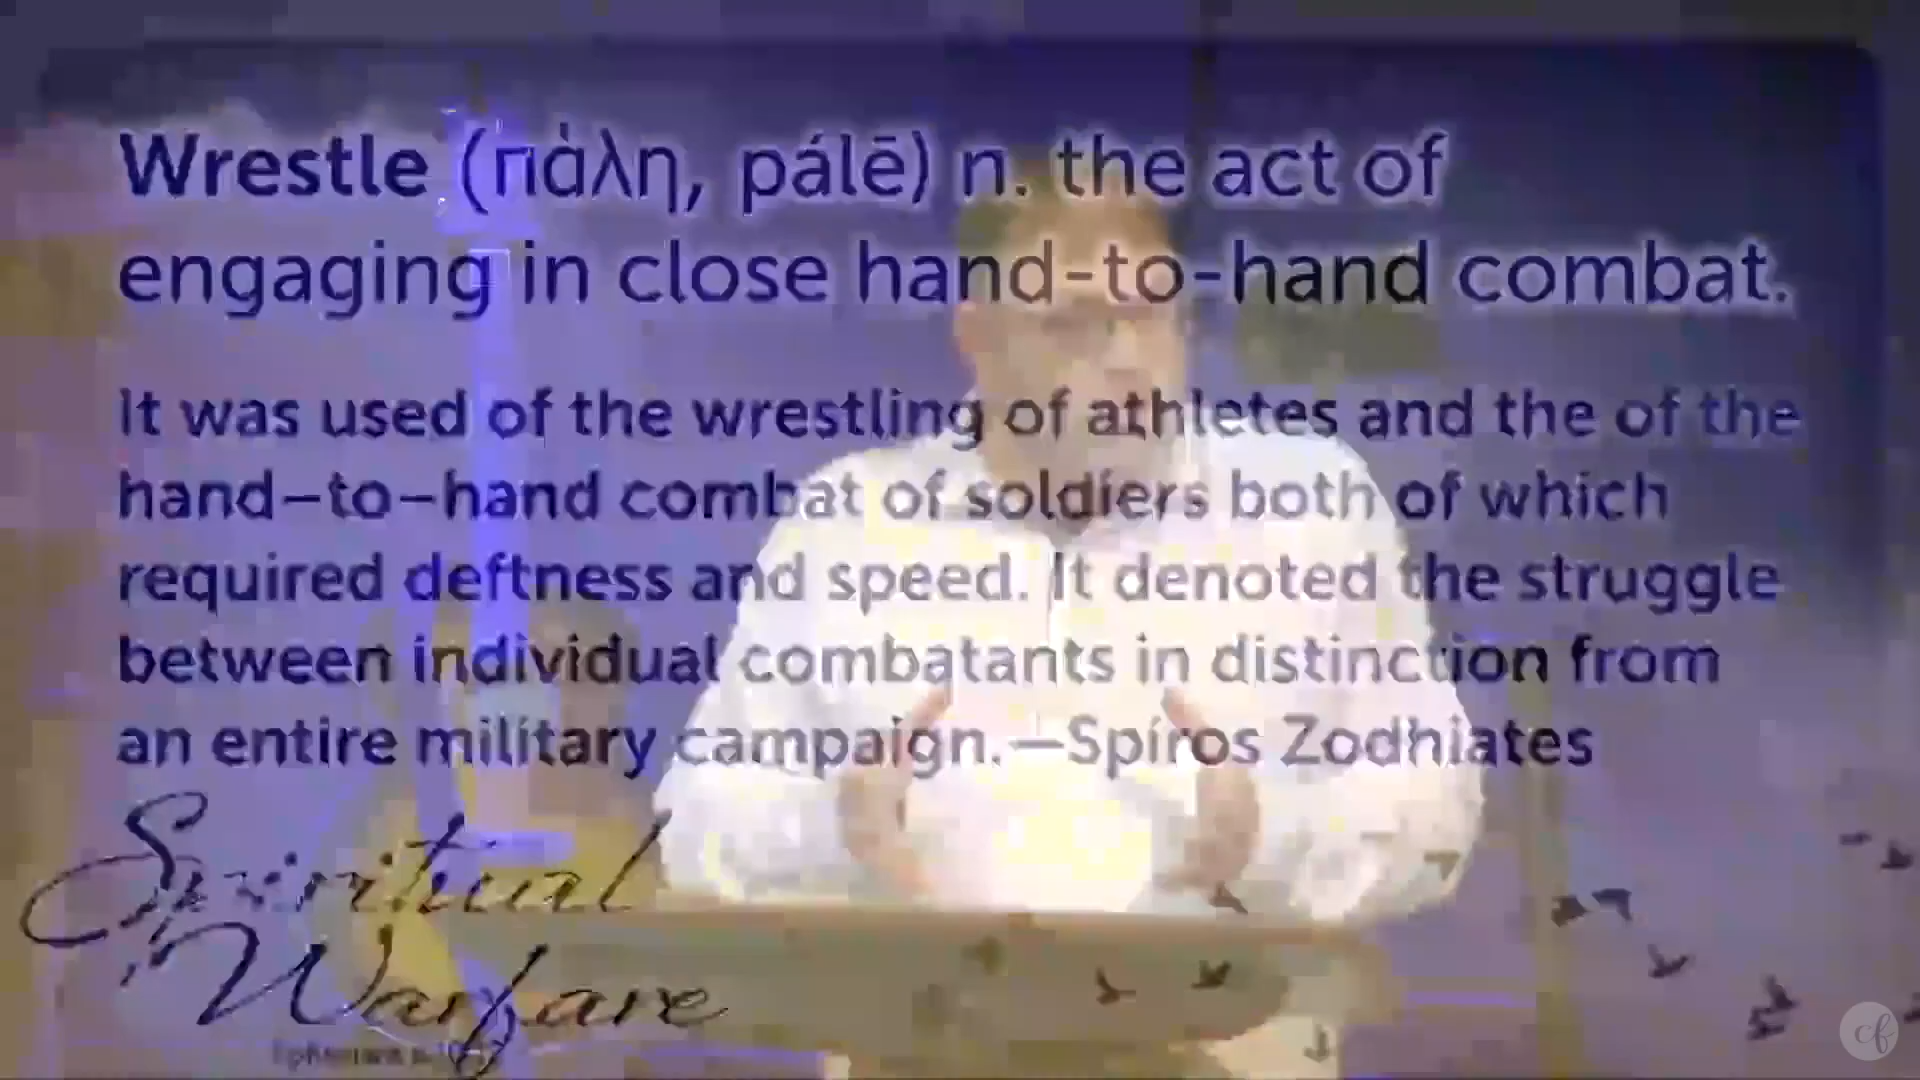 Wrestle (πάλη, pálē) n. the act of
engaging in close hand-to-hand combat.
It was used of the wrestling of athletes and the of the
hand–to–hand combat of soldiers both of which
required deftness and speed. It denoted the struggle
between individual combatants in distinction from
an entire military campaign.—Spíros Zodhiates
Spiritual
Warfare
cf